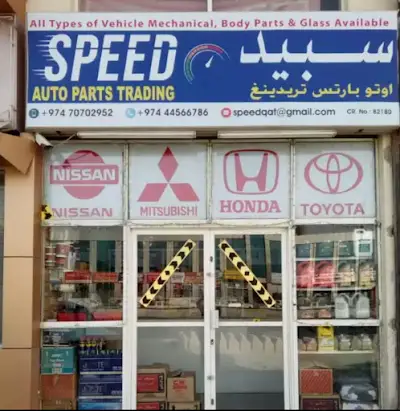 All Types of Vehicle Mechanical, Body Parts & Glass Available
SPEED
سبيد
AUTO PARTS TRADING
اوتو بارتس تريدينغ
+974 70702952
+974 44566786
speedqat@gmail.com
CR. No : 82180
NISSAN
NISSAN
MITSUBISHI
HONDA
TOYOTA